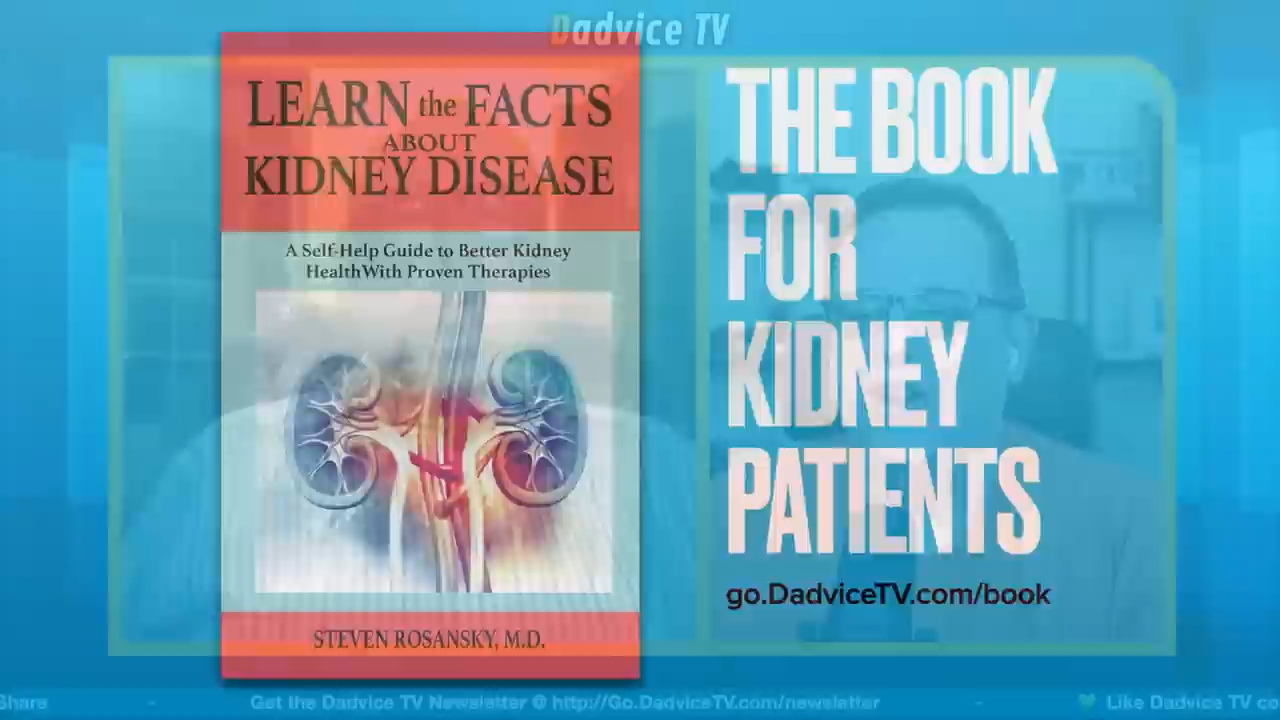 Dadvice TV
LEARN the FACTS
ABOUT
KIDNEY DISEASE
A Self-Help Guide to Better Kidney
HealthWith Proven Therapies
STEVEN ROSANSKY, M.D.
THE BOOK
FOR
KIDNEY
PATIENTS
go.DadviceTV.com/book
Share - Get the Dadvice TV Newsletter @ http://Go.DadviceTV.com/newsletter - Like Dadvice TV